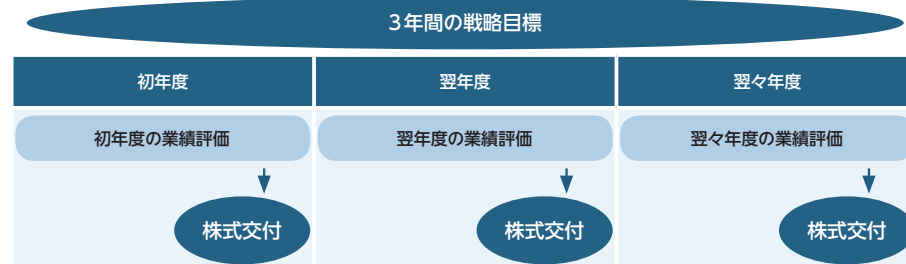 ３年間の戦略目標
初年度
翌年度
翌々年度
初年度の業績評価
翌年度の業績評価
翌々年度の業績評価
株式交付
株式交付
株式交付